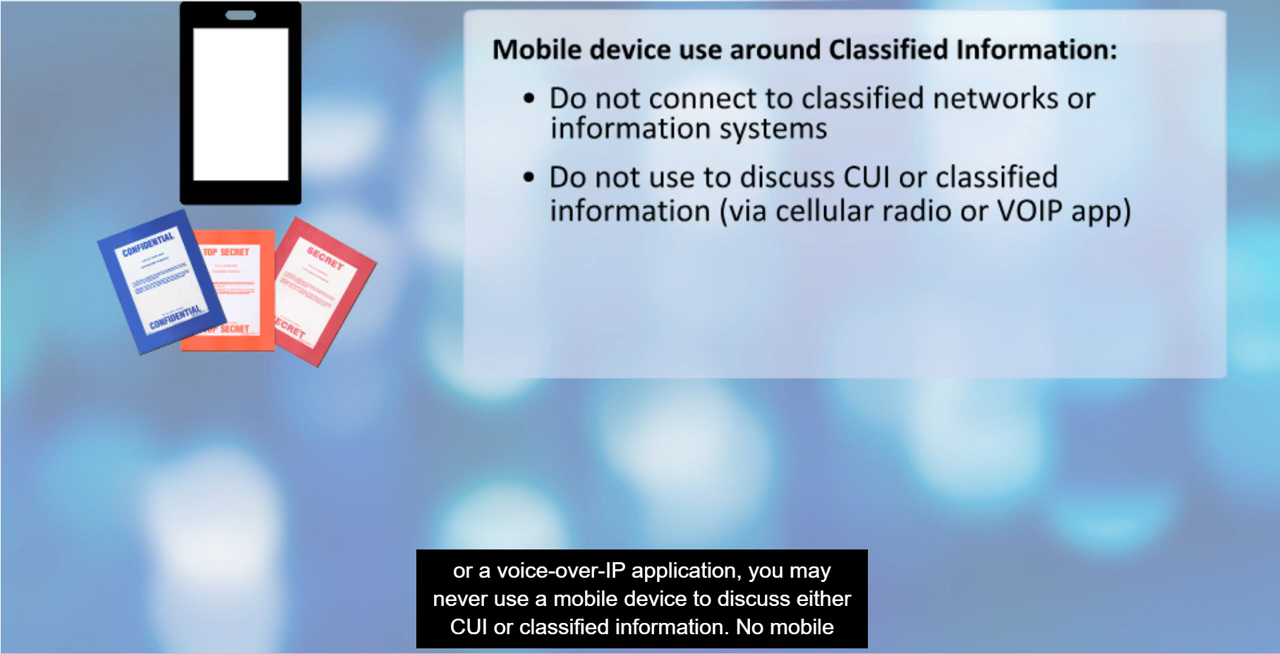 Mobile device use around Classified Information:
• Do not connect to classified networks or
information systems
• Do not use to discuss CUI or classified
information (via cellular radio or VOIP app)
CONFIDENTIAL
CONFIDENTIAL
TOP SECRET
TOP SECRET
SECRET
SECRET
or a voice-over-IP application, you may
never use a mobile device to discuss either
CUI or classified information. No mobile